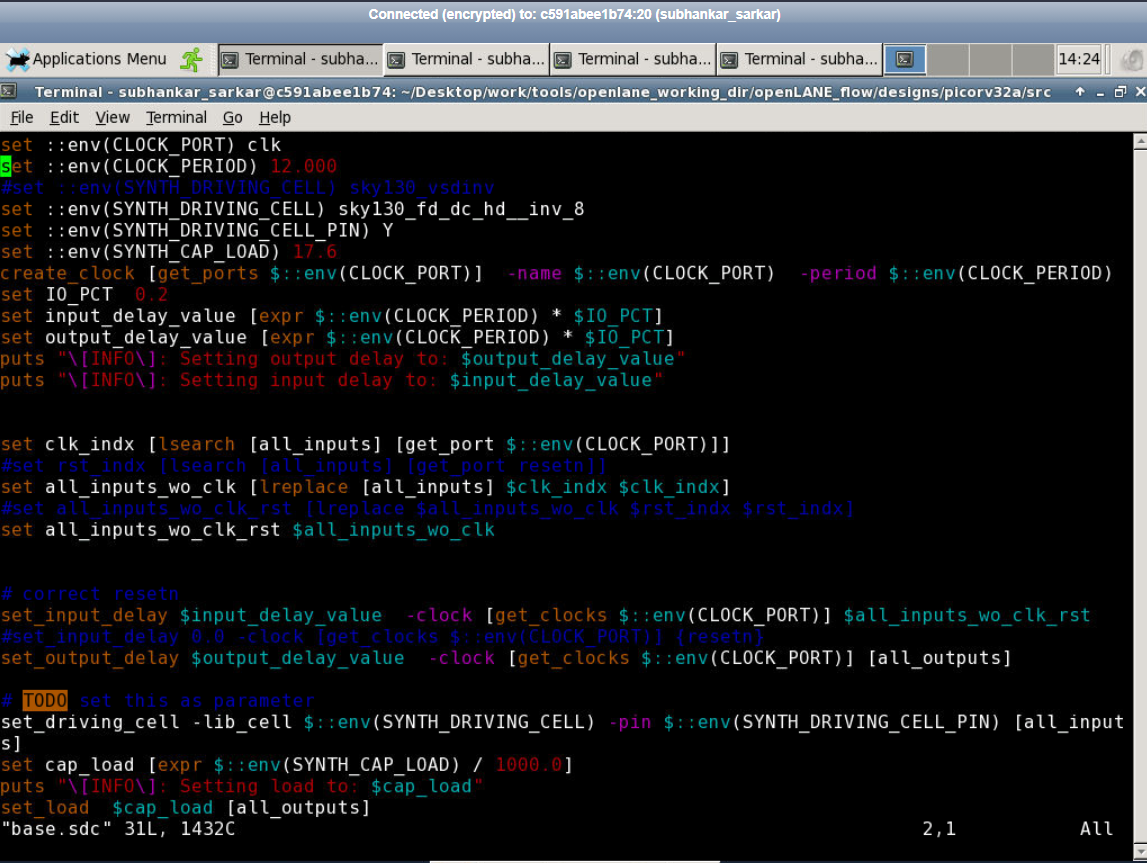 Connected (encrypted) to: c591abee1b74:20 (subhankar_sarkar)
Applications Menu Terminal - subha... Terminal - subha... Terminal - subha... Terminal - subha... 14:24
Terminal - subhankar_sarkar@c591abee1b74: ~/Desktop/work/tools/openlane_working_dir/openLANE_flow/designs/picorv32a/src
File Edit View Terminal Go Help
set ::env(CLOCK_PORT) clk
set ::env(CLOCK_PERIOD) 12.000
#set ::env(SYNTH_DRIVING_CELL) sky130_vsdinv
set ::env(SYNTH_DRIVING_CELL) sky130_fd_dc_hd__inv_8
set ::env(SYNTH_DRIVING_CELL_PIN) Y
set ::env(SYNTH_CAP_LOAD) 17.6
create_clock [get_ports $::env(CLOCK_PORT)]  -name $::env(CLOCK_PORT)  -period $::env(CLOCK_PERIOD)
set IO_PCT  0.2
set input_delay_value [expr $::env(CLOCK_PERIOD) * $IO_PCT]
set output_delay_value [expr $::env(CLOCK_PERIOD) * $IO_PCT]
puts "\[INFO\]: Setting output delay to: $output_delay_value"
puts "\[INFO\]: Setting input delay to: $input_delay_value"
set clk_indx [lsearch [all_inputs] [get_port $::env(CLOCK_PORT)]]
#set rst_indx [lsearch [all_inputs] [get_port resetn]]
set all_inputs_wo_clk [lreplace [all_inputs] $clk_indx $clk_indx]
#set all_inputs_wo_clk_rst [lreplace $all_inputs_wo_clk $rst_indx $rst_indx]
set all_inputs_wo_clk_rst $all_inputs_wo_clk
# correct resetn
set_input_delay $input_delay_value  -clock [get_clocks $::env(CLOCK_PORT)] $all_inputs_wo_clk_rst
#set_input_delay 0.0 -clock [get_clocks $::env(CLOCK_PORT)] {resetn}
set_output_delay $output_delay_value  -clock [get_clocks $::env(CLOCK_PORT)] [all_outputs]
# TODO set this as parameter
set_driving_cell -lib_cell $::env(SYNTH_DRIVING_CELL) -pin $::env(SYNTH_DRIVING_CELL_PIN) [all_input
s]
set cap_load [expr $::env(SYNTH_CAP_LOAD) / 1000.0]
puts "\[INFO\]: Setting load to: $cap_load"
set_load  $cap_load [all_outputs]
"base.sdc" 31L, 1432C 2,1 All